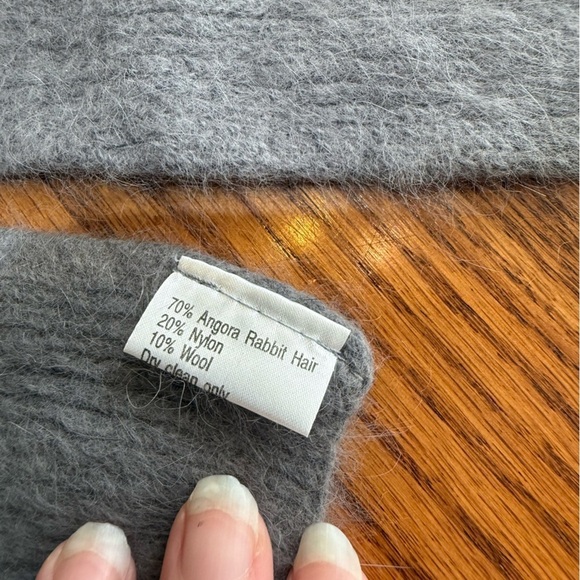 70% Angora Rabbit Hair
20% Nylon
10% Wool
Dry clean only